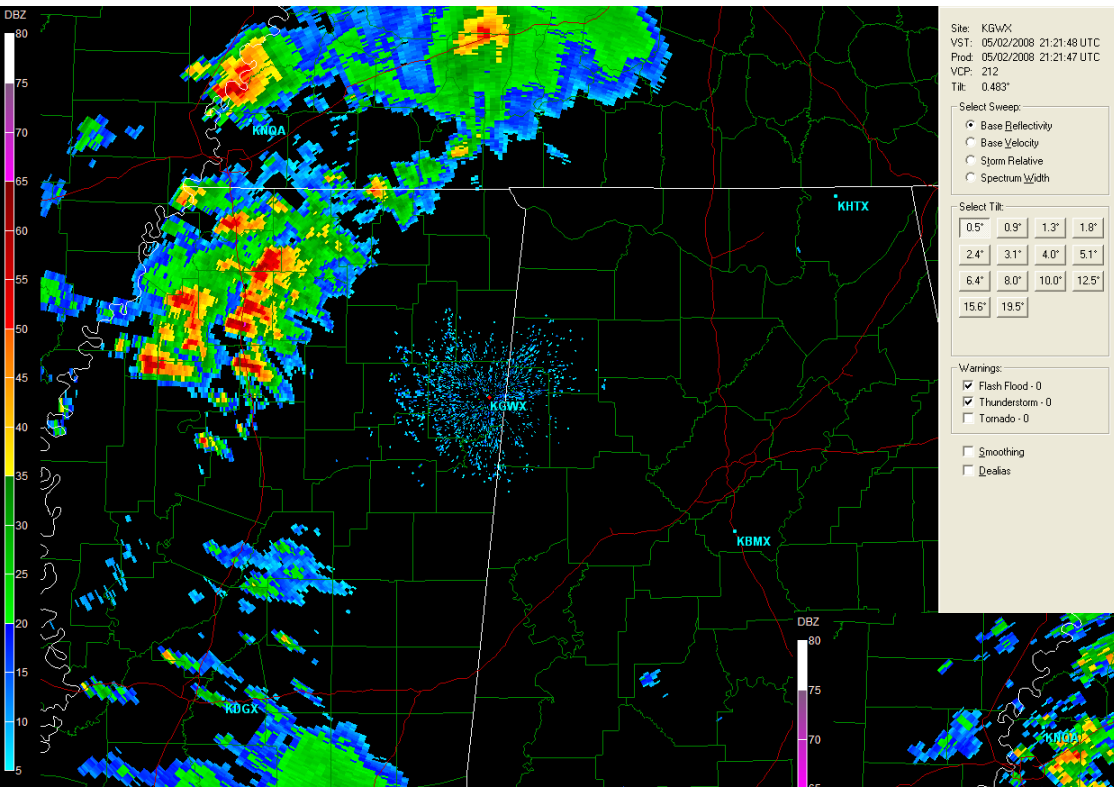 DBZ
80
75
70
65
60
55
50
45
40
35
30
25
20
15
10
5
KNQA
KHTX
KGWX
KBMX
KDGX
Site: KGWX
VST: 05/02/2008 21:21:48 UTC
Prod: 05/02/2008 21:21:47 UTC
VCP: 212
Tilt: 0.483°
Select Sweep:
Base Reflectivity
Base Velocity
Storm Relative
Spectrum Width
Select Tilt:
0.5° 0.9° 1.3° 1.8°
2.4° 3.1° 4.0° 5.1°
6.4° 8.0° 10.0° 12.5°
15.6° 19.5°
Warnings:
Flash Flood - 0
Thunderstorm - 0
Tornado - 0
Smoothing
Dealias
DBZ
80
75
70
65
KNQA